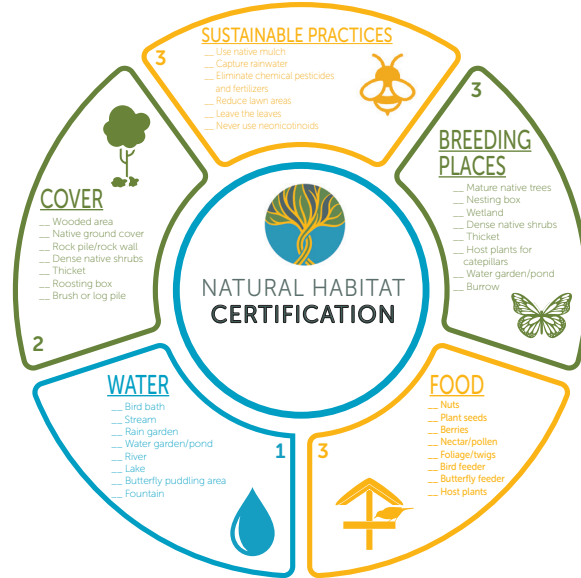 SUSTAINABLE PRACTICES
3
__ Use native mulch
__ Capture rainwater
__ Eliminate chemical pesticides
and fertilizers
__ Reduce lawn areas
__ Leave the leaves
__ Never use neonicotinoids
3
BREEDING
PLACES
__ Mature native trees
__ Nesting box
__ Wetland
__ Dense native shrubs
__ Thicket
__ Host plants for
catepillars
__ Water garden/pond
__ Burrow
COVER
__ Wooded area
__ Native ground cover
__ Rock pile/rock wall
__ Dense native shrubs
__ Thicket
__ Roosting box
__ Brush or log pile
2
NATURAL HABITAT
CERTIFICATION
WATER
__ Bird bath
__ Stream
__ Rain garden
__ Water garden/pond
__ River
__ Lake
__ Butterfly puddling area
__ Fountain
1
FOOD
__ Nuts
__ Plant seeds
__ Berries
__ Nectar/pollen
__ Foliage/twigs
__ Bird feeder
__ Butterfly feeder
__ Host plants
3